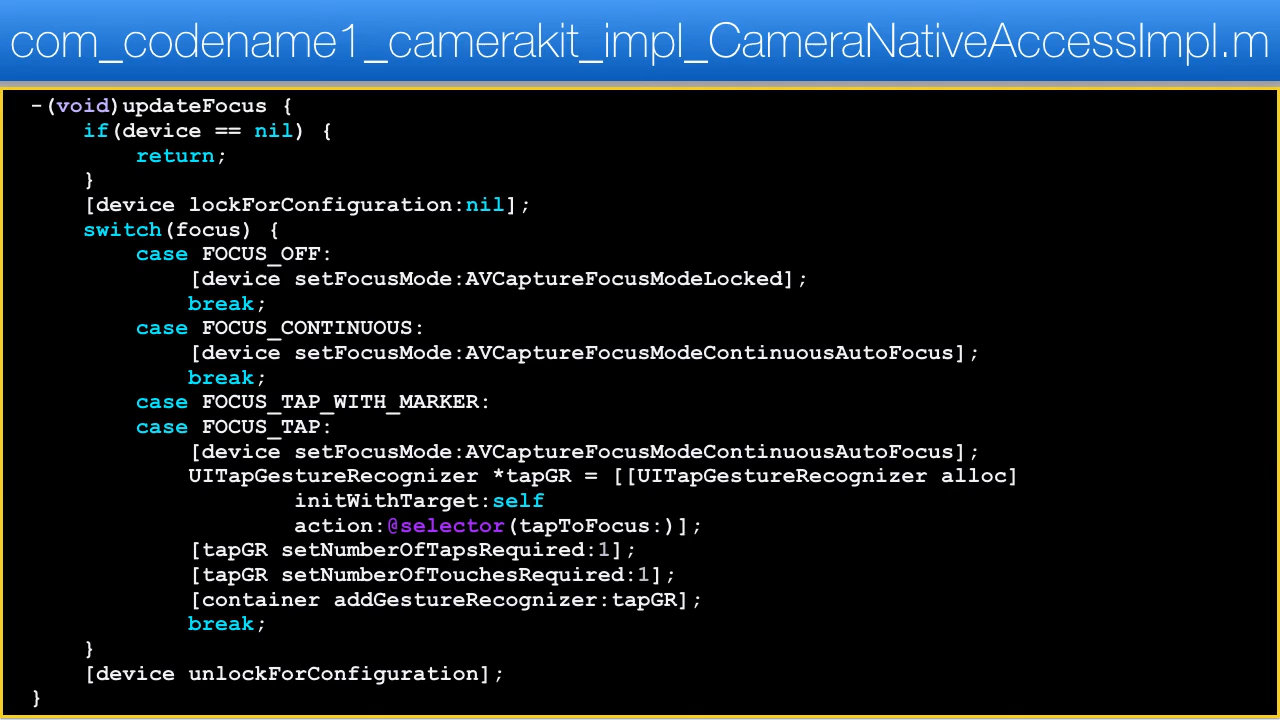 com_codename1_camerakit_impl_CameraNativeAccessImpl.m
-(void)updateFocus {
    if(device == nil) {
        return;
    }
    [device lockForConfiguration:nil];
    switch(focus) {
        case FOCUS_OFF:
            [device setFocusMode:AVCaptureFocusModeLocked];
            break;
        case FOCUS_CONTINUOUS:
            [device setFocusMode:AVCaptureFocusModeContinuousAutoFocus];
            break;
        case FOCUS_TAP_WITH_MARKER:
        case FOCUS_TAP:
            [device setFocusMode:AVCaptureFocusModeContinuousAutoFocus];
            UITapGestureRecognizer *tapGR = [[UITapGestureRecognizer alloc]
                    initWithTarget:self
                    action:@selector(tapToFocus:)];
            [tapGR setNumberOfTapsRequired:1];
            [tapGR setNumberOfTouchesRequired:1];
            [container addGestureRecognizer:tapGR];
            break;
    }
    [device unlockForConfiguration];
}